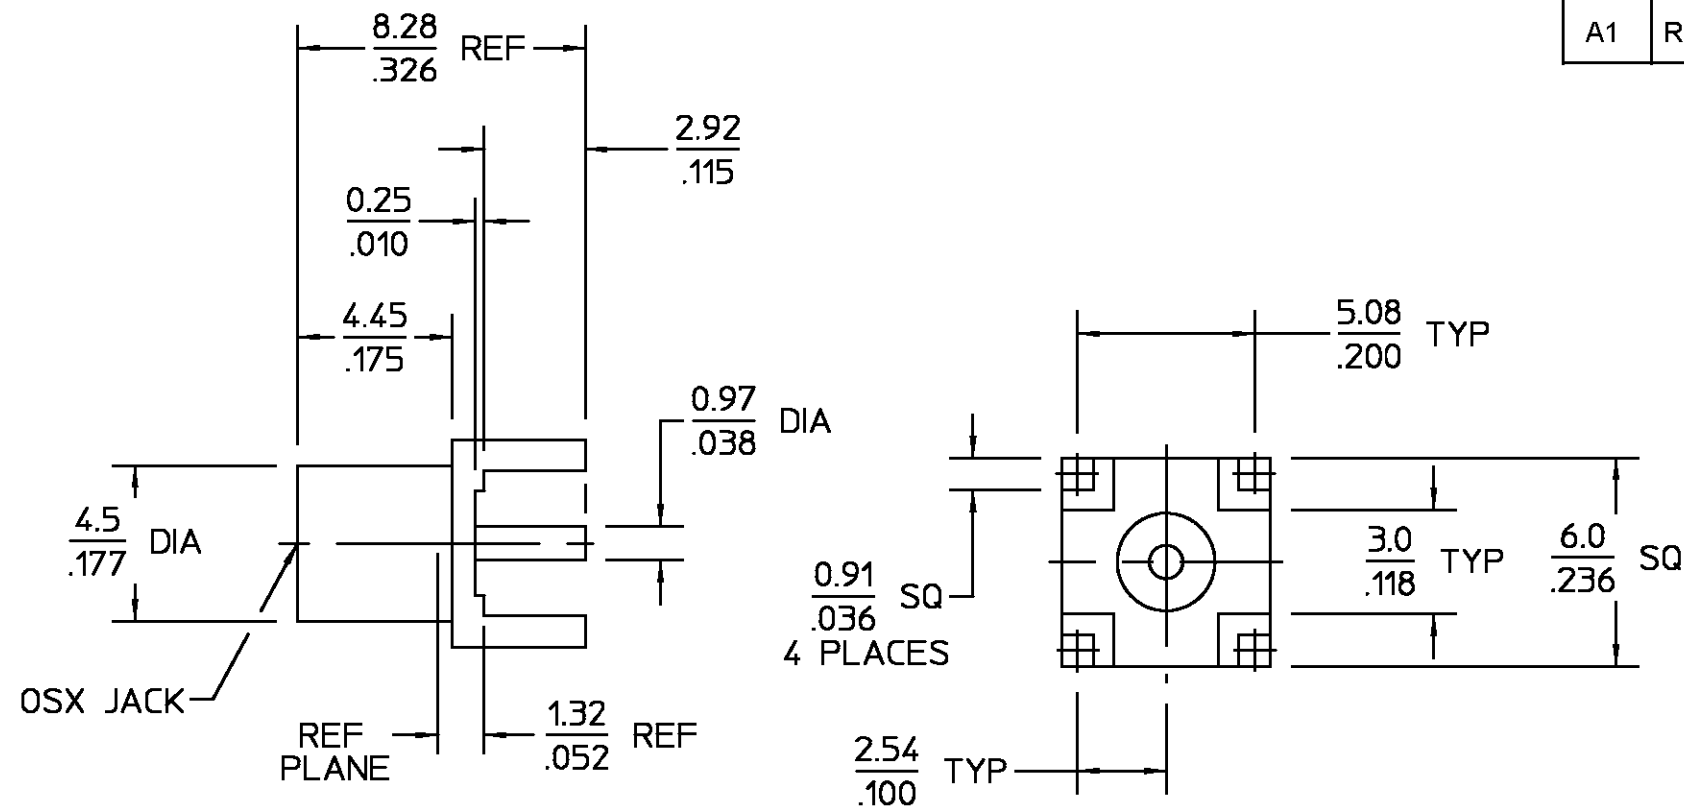 8.28 REF
.326
A1 R
2.92
.115
0.25
.010
4.45
.175
5.08 TYP
.200
0.97 DIA
.038
4.5 DIA
.177
3.0 TYP
.118
6.0 SQ
.236
0.91 SQ
.036
4 PLACES
OSX JACK
REF
PLANE
1.32 REF
.052
2.54 TYP
.100